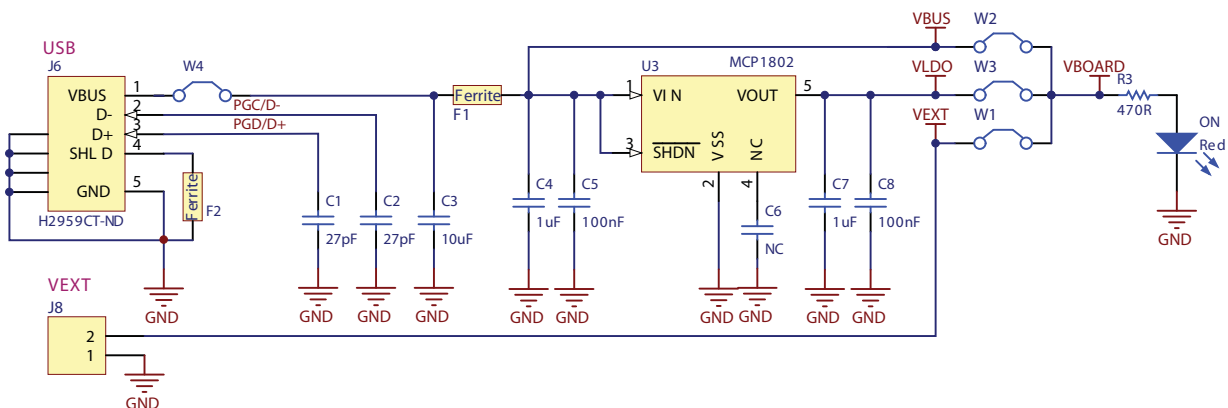 USB
J6
VBUS
D-
D+
SHL D
GND
1
2
3
4
5
H2959CT-ND
W4
PGC/D-
PGD/D+
Ferrite
F2
Ferrite
F1
C1
27pF
C2
27pF
C3
10uF
C4
1uF
C5
100nF
U3
MCP1802
VI N
VOUT
SHDN
V SS
NC
1
3
5
2
4
C6
NC
C7
1uF
C8
100nF
VBUS
W2
VLDO
W3
VEXT
W1
VBOARD
R3
470R
ON
Red
GND
GND
GND
GND
GND
GND
GND
GND
GND
GND
GND
VEXT
J8
2
1
GND